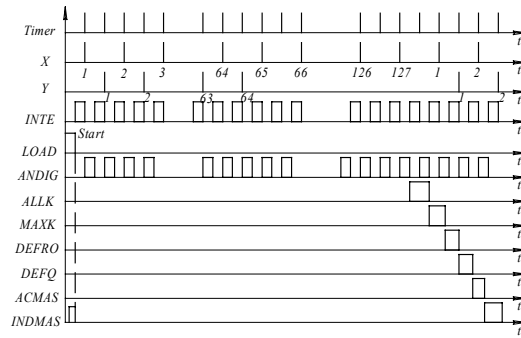 Timer t
X t
1 2 3 64 65 66 126 127 1 2
Y t
1 2 63 64 1 2
INTE t
Start
LOAD t
ANDIG t
ALLK t
MAXK t
DEFRO t
DEFQ t
ACMAS t
INDMAS t